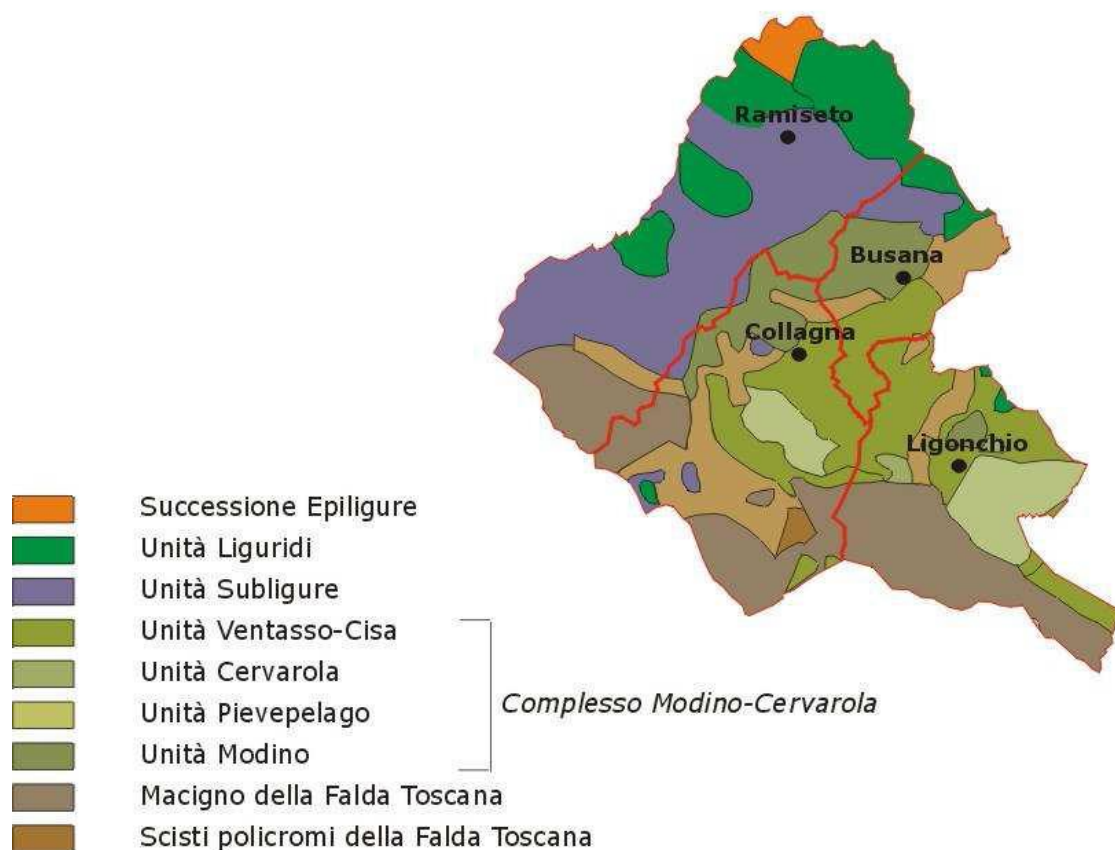 Ramiseto
Busana
Collagna
Ligonchio
Successione Epiligure
Unità Liguridi
Unità Subligure
Unità Ventasso-Cisa
Unità Cervarola
Unità Pievepelago
Unità Modino
Complesso Modino-Cervarola
Macigno della Falda Toscana
Scisti policromi della Falda Toscana